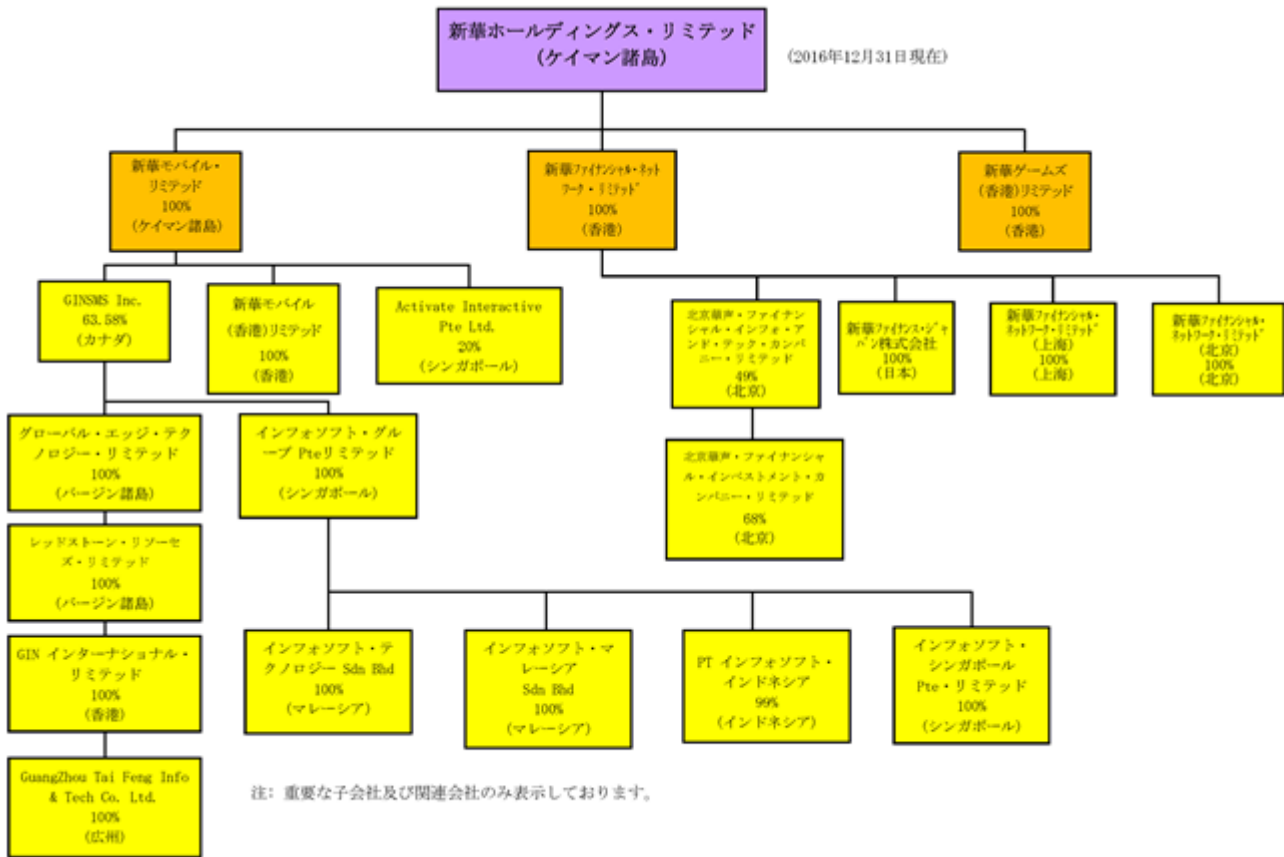 新華ホールディングス・リミテッド
(ケイマン諸島)
(2016年12月31日現在)
新華モバイル・
リミテッド
100%
(ケイマン諸島)
新華ファイナンシャル・ネット
ワーク・リミテッド
100%
(香港)
新華ゲームズ
(香港)リミテッド
100%
(香港)
GINSMS Inc.
63.58%
(カナダ)
新華モバイル
(香港)リミテッド
100%
(香港)
Activate Interactive
Pte Ltd.
20%
(シンガポール)
北京華声・ファイナン
シャル・インフォ・ア
ンド・テック・カンパ
ニー・リミテッド
49%
(北京)
新華ファイナンス・ジャ
パン株式会社
100%
(日本)
新華ファイナンシャル・
ネットワーク・リミテッド
(上海)
100%
(上海)
新華ファイナンシャル・
ネットワーク・リミテッド
(北京)
100%
(北京)
グローバル・エッジ・テク
ノロジー・リミテッド
100%
(バージン諸島)
インフォソフト・グル
ープ Pteリミテッド
100%
(シンガポール)
北京華声・ファイナンシャ
ル・インベストメント・カ
ンパニー・リミテッド
68%
(北京)
レッドストーン・リソーセ
ズ・リミテッド
100%
(バージン諸島)
GIN インターナショナル・
リミテッド
100%
(香港)
インフォソフト・テ
クノロジー Sdn Bhd
100%
(マレーシア)
インフォソフト・マ
レーシア
Sdn Bhd
100%
(マレーシア)
PT インフォソフト・
インドネシア
99%
(インドネシア)
インフォソフト・
シンガポール
Pte・リミテッド
100%
(シンガポール)
GuangZhou Tai Feng Info
& Tech Co. Ltd.
100%
(広州)
注: 重要な子会社及び関連会社のみ表示しております。